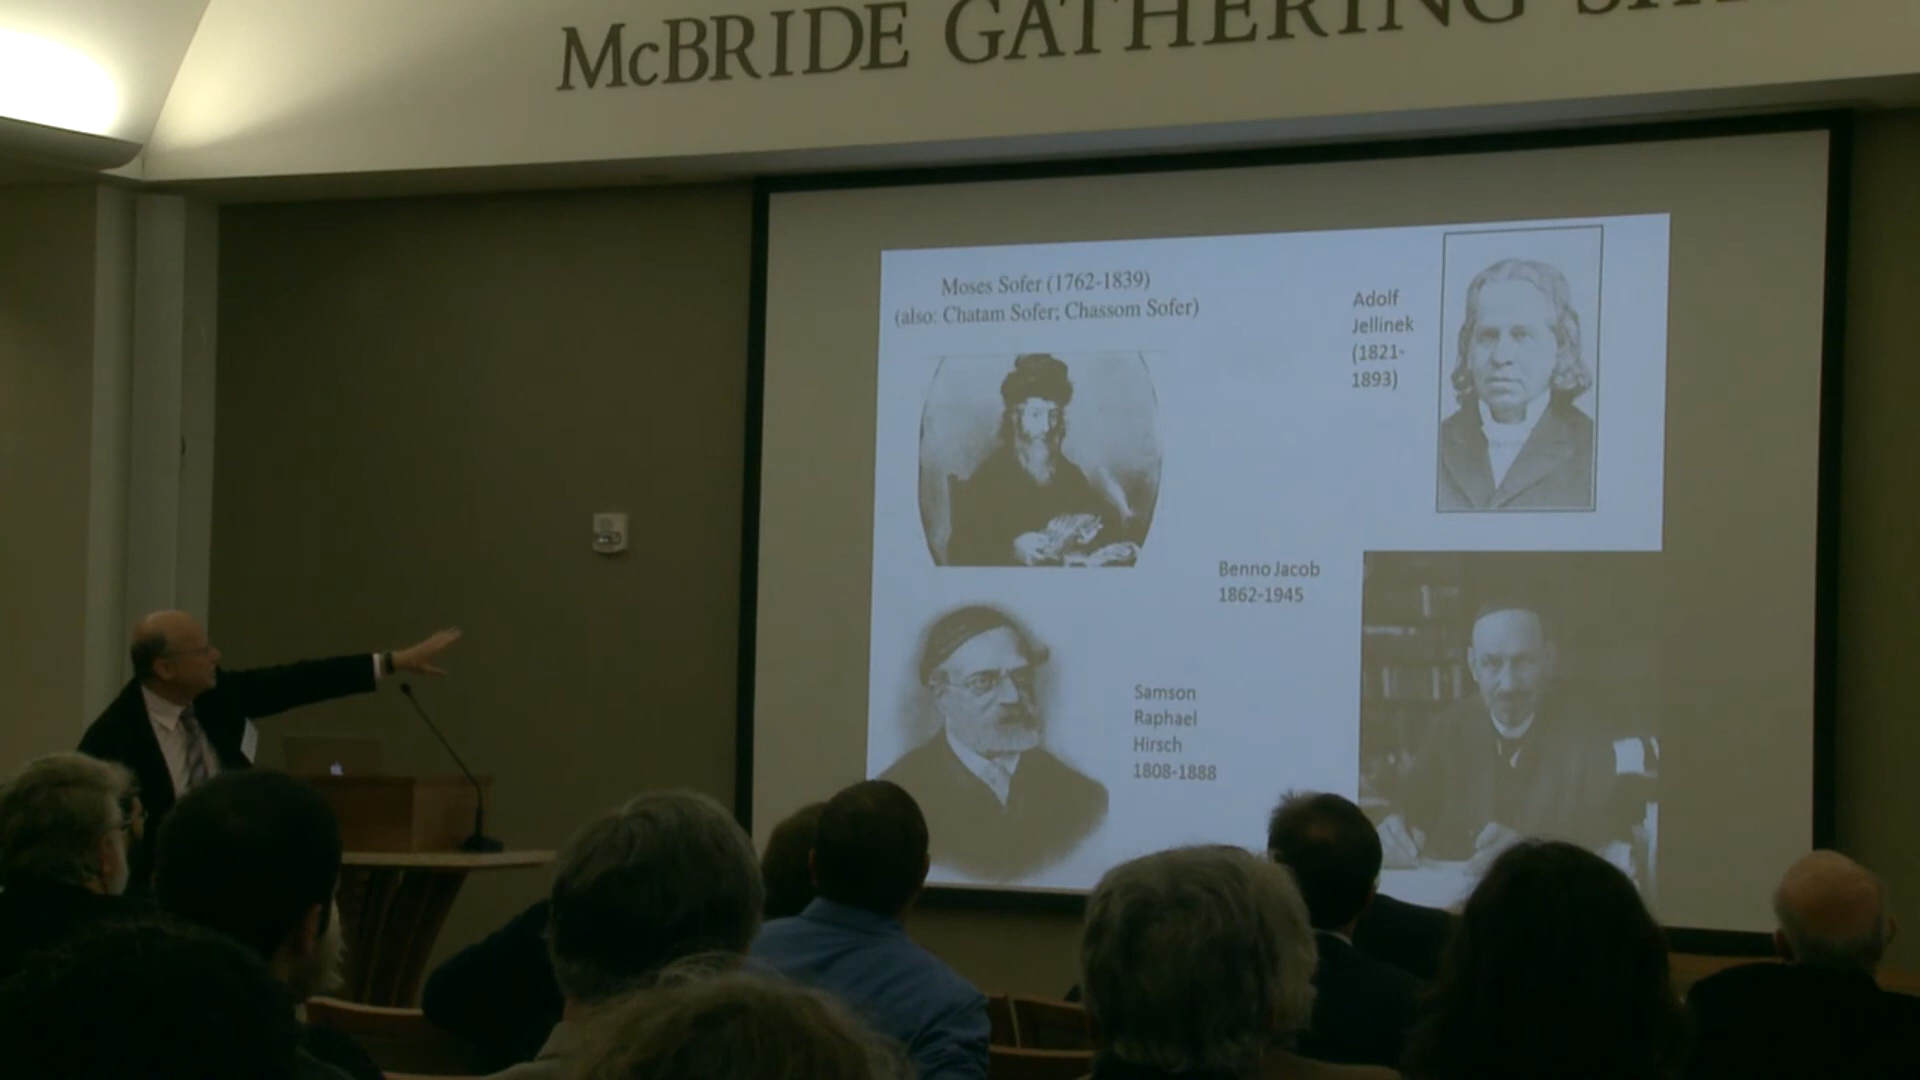 McBRIDE GATHERING
Moses Sofer (1762-1839)
(also: Chatam Sofer; Chassom Sofer)
Adolf
Jellinek
(1821-
1893)
Benno Jacob
1862-1945
Samson
Raphael
Hirsch
1808-1888